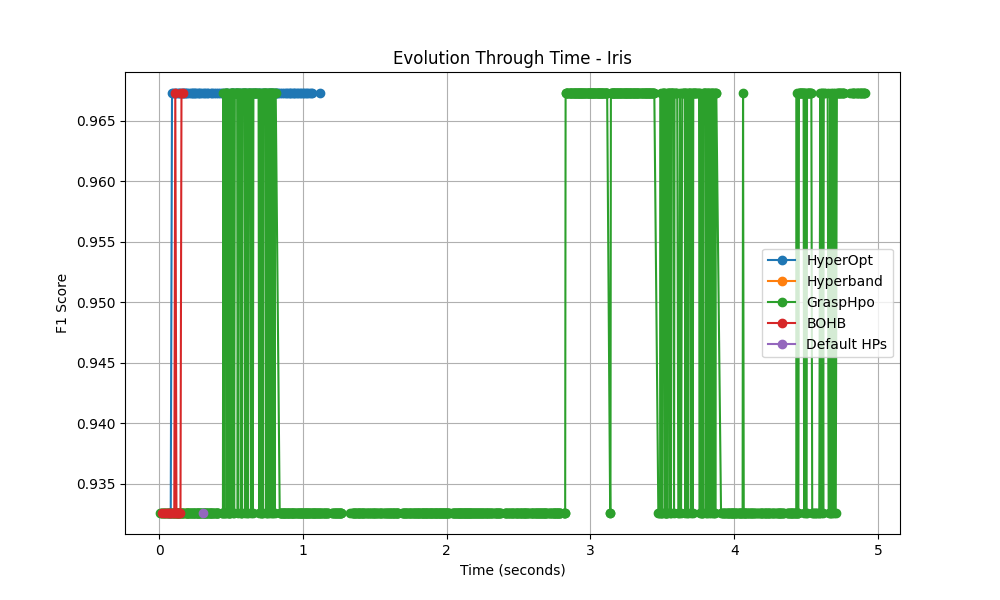 Evolution Through Time - Iris
F1 Score
0.965
0.960
0.955
0.950
0.945
0.940
0.935
HyperOpt
Hyperband
GraspHpo
BOHB
Default HPs
0 1 2 3 4 5
Time (seconds)